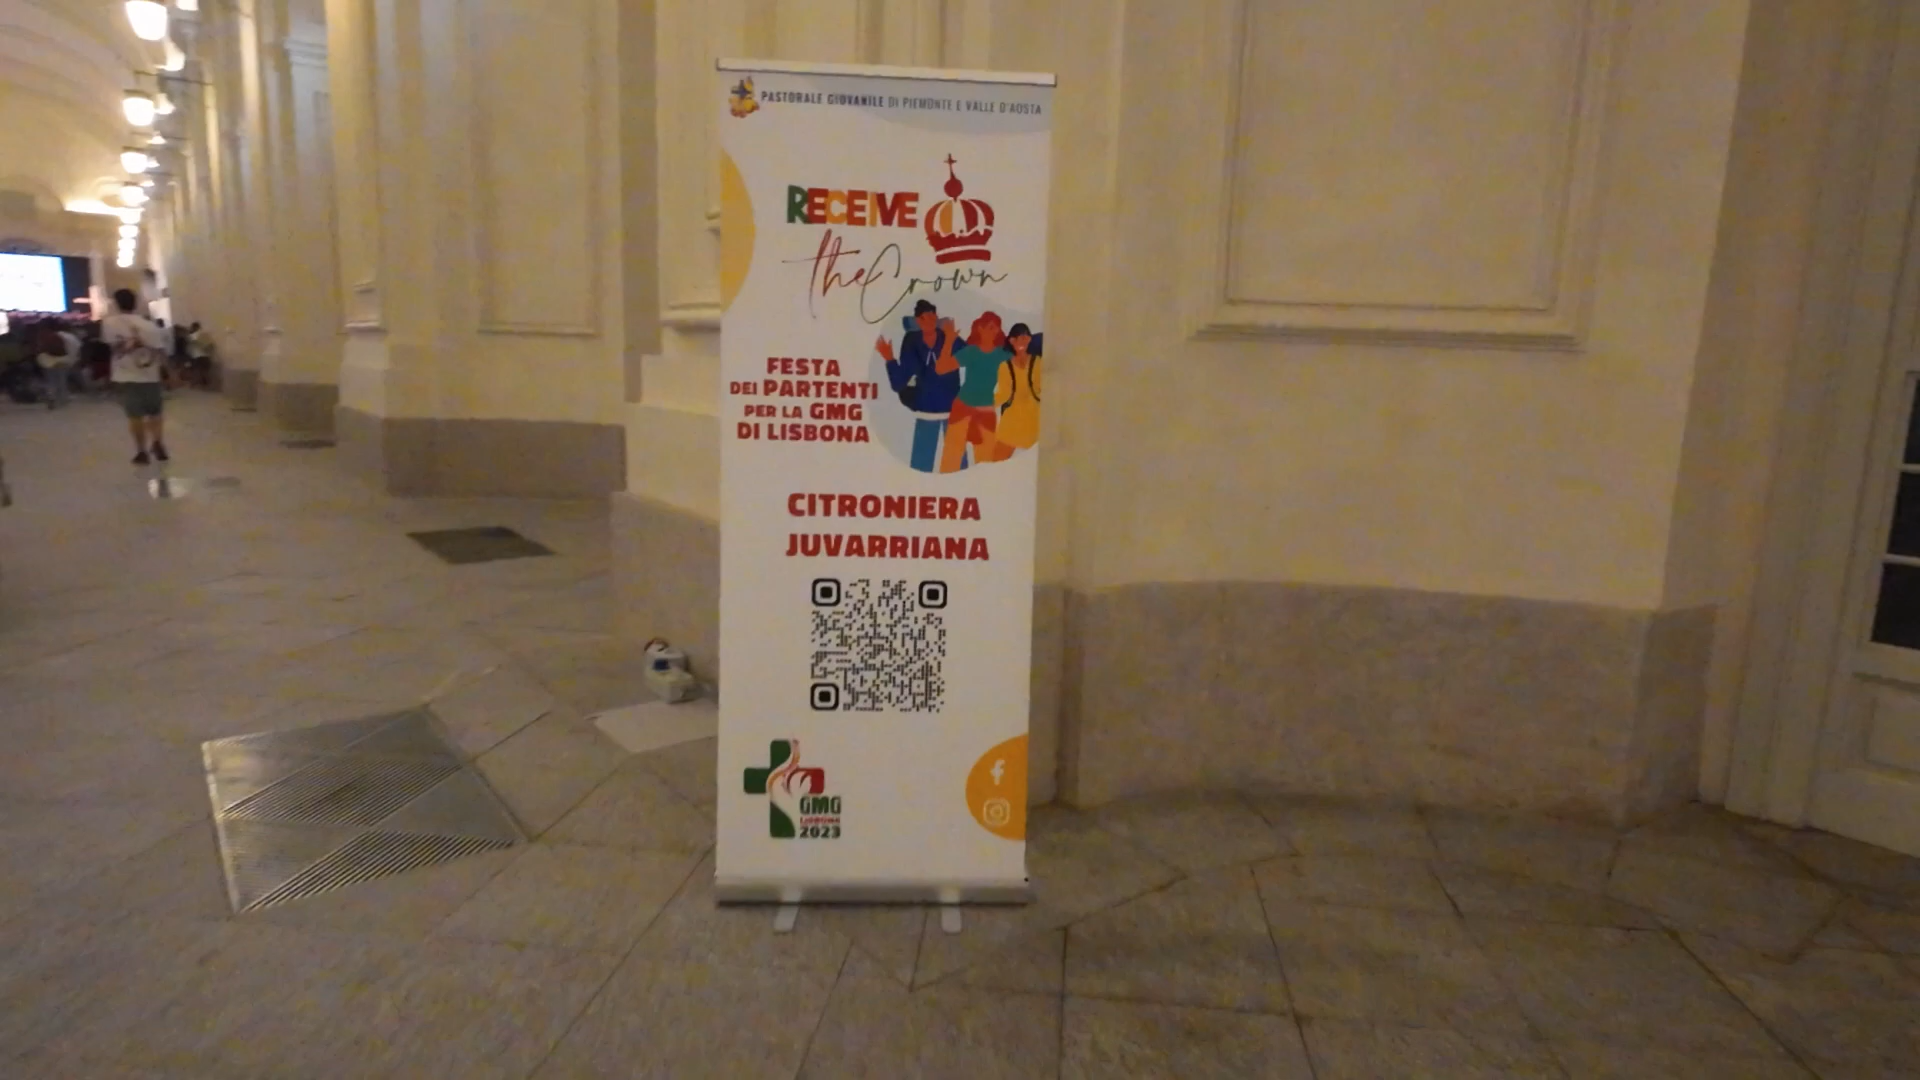 PASTORALE GIOVANILE DI PIEMONTE E VALLE D'AOSTA
RECEIVE
the Crown
FESTA
DEI PARTENTI
PER LA GMG
DI LISBONA
CITRONIERA
JUVARRIANA
GMG
LISBONA
2023